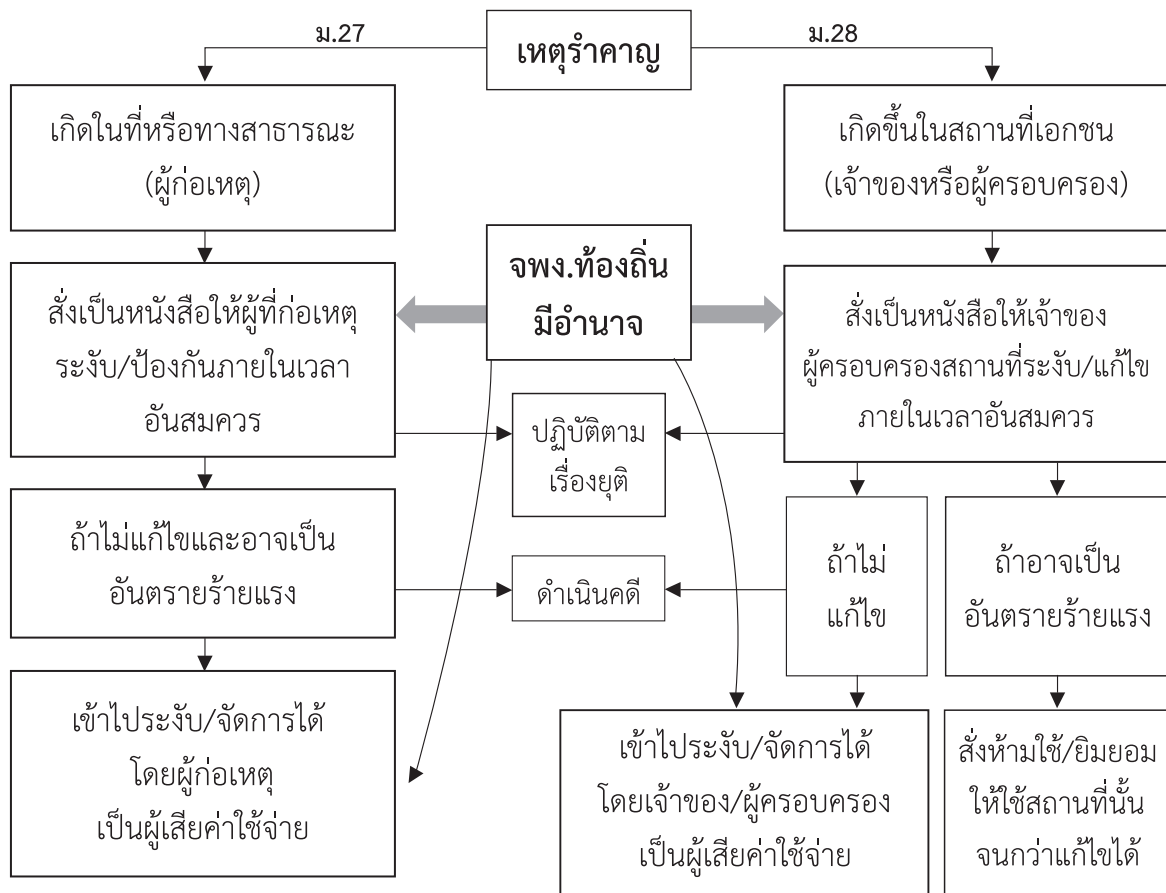 ม.27
เหตุรำคาญ
ม.28
เกิดในที่หรือทางสาธารณะ
(ผู้ก่อเหตุ)
เกิดขึ้นในสถานที่เอกชน
(เจ้าของหรือผู้ครอบครอง)
จพง.ท้องถิ่น
มีอำนาจ
สั่งเป็นหนังสือให้ผู้ที่ก่อเหตุ
ระงับ/ป้องกันภายในเวลา
อันสมควร
สั่งเป็นหนังสือให้เจ้าของ
ผู้ครอบครองสถานที่ระงับ/แก้ไข
ภายในเวลาอันสมควร
ปฏิบัติตาม
เรื่องยุติ
ถ้าไม่แก้ไขและอาจเป็น
อันตรายร้ายแรง
ดำเนินคดี
ถ้าไม่
แก้ไข
ถ้าอาจเป็น
อันตรายร้ายแรง
เข้าไประงับ/จัดการได้
โดยผู้ก่อเหตุ
เป็นผู้เสียค่าใช้จ่าย
เข้าไประงับ/จัดการได้
โดยเจ้าของ/ผู้ครอบครอง
เป็นผู้เสียค่าใช้จ่าย
สั่งห้ามใช้/ยิมยอม
ให้ใช้สถานที่นั้น
จนกว่าแก้ไขได้